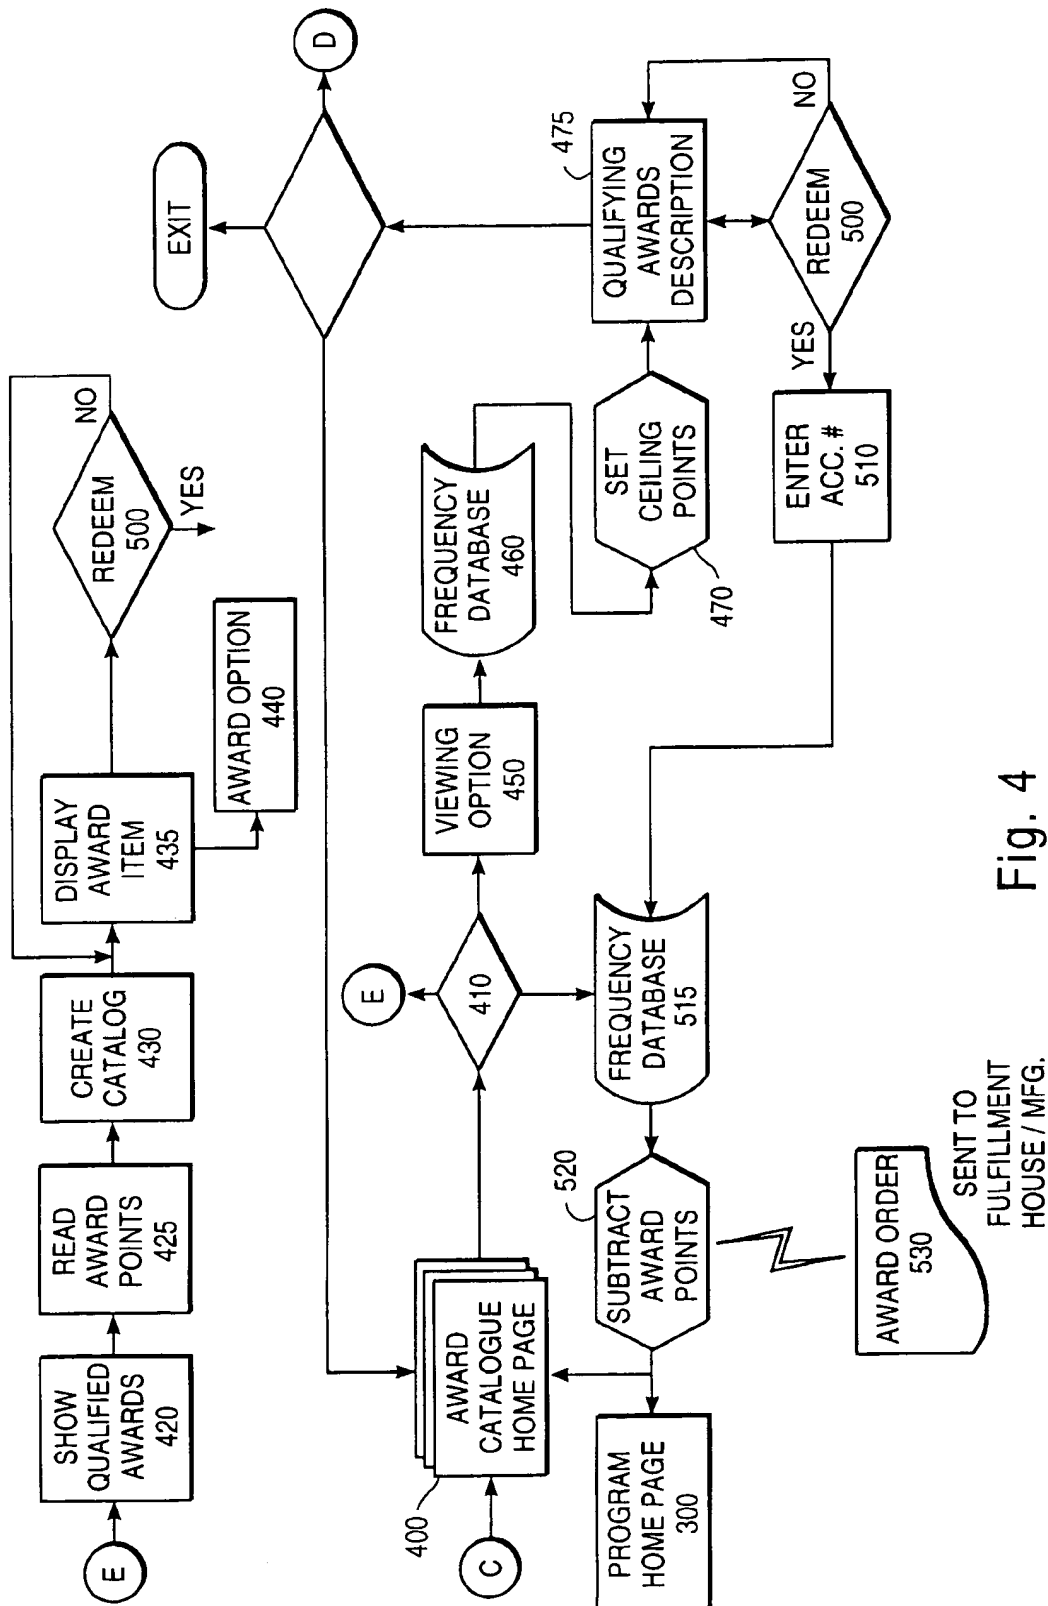 E
SHOW
QUALIFIED
AWARDS
420
READ
AWARD
POINTS
425
CREATE
CATALOG
430
DISPLAY
AWARD
ITEM
435
AWARD OPTION
440
REDEEM
500
NO
YES
EXIT
D
C
400
AWARD
CATALOGUE
HOME PAGE
410
E
VIEWING
OPTION
450
FREQUENCY
DATABASE
460
SET
CEILING
POINTS
470
QUALIFYING
AWARDS
DESCRIPTION
475
REDEEM
500
NO
YES
ENTER
ACC. #
510
FREQUENCY
DATABASE
515
SUBTRACT
AWARD
POINTS
520
PROGRAM
HOME PAGE
300
AWARD ORDER
530
SENT TO
FULFILLMENT
HOUSE / MFG.
Fig. 4